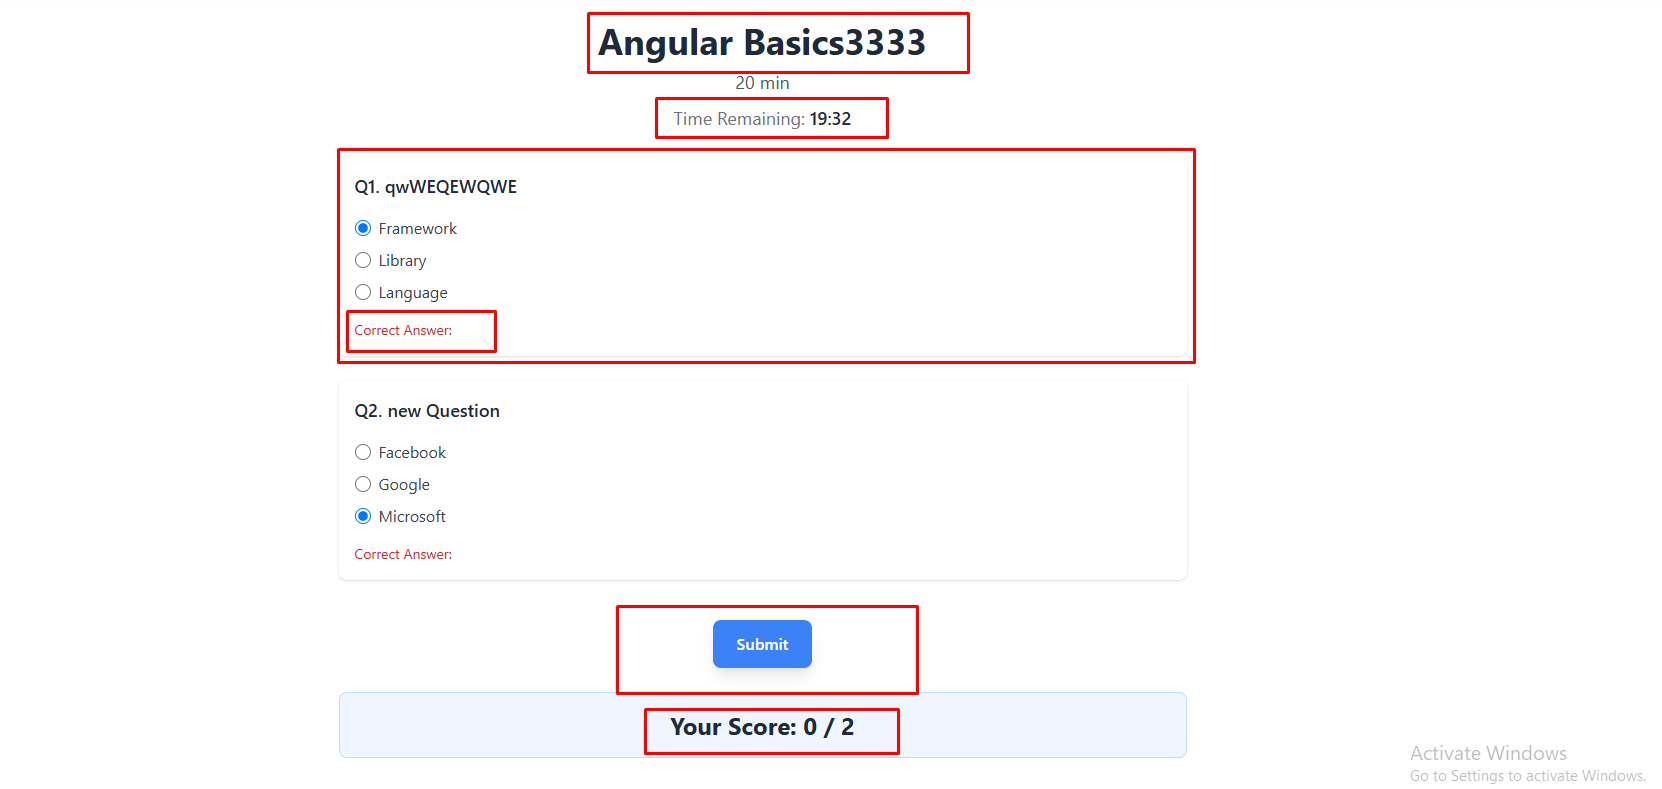 Angular Basics3333
20 min
Time Remaining: 19:32
Q1. qwWEQEWQWE
Framework
Library
Language
Correct Answer:
Q2. new Question
Facebook
Google
Microsoft
Correct Answer:
Submit
Your Score: 0 / 2
Activate Windows
Go to Settings to activate Windows.